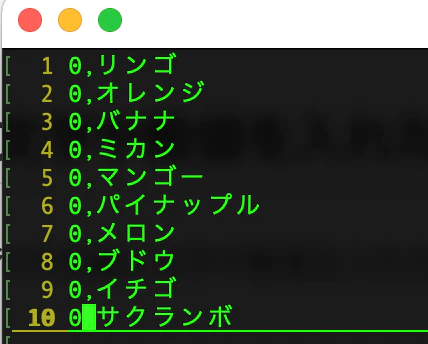 1 0,リンゴ
2 0,オレンジ
3 0,バナナ
4 0,ミカン
5 0,マンゴー
6 0,パイナップル
7 0,メロン
8 0,ブドウ
9 0,イチゴ
10 0,サクランボ